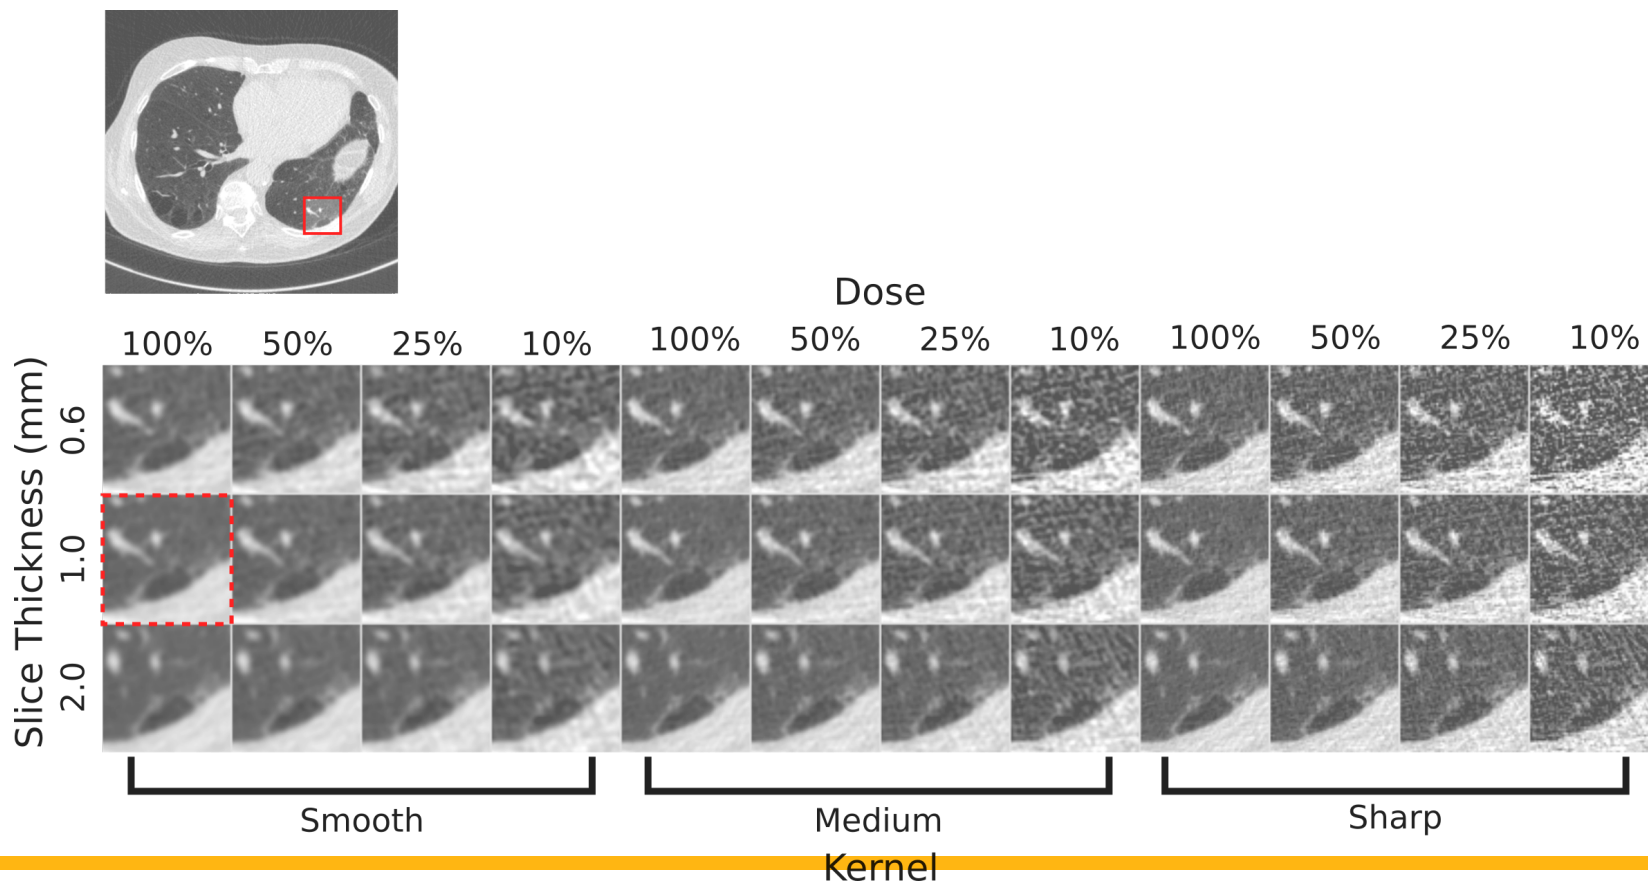 Dose
100% 50% 25% 10% 100% 50% 25% 10% 100% 50% 25% 10%
Slice Thickness (mm)
0.6
1.0
2.0
Smooth Medium Sharp
Kernel